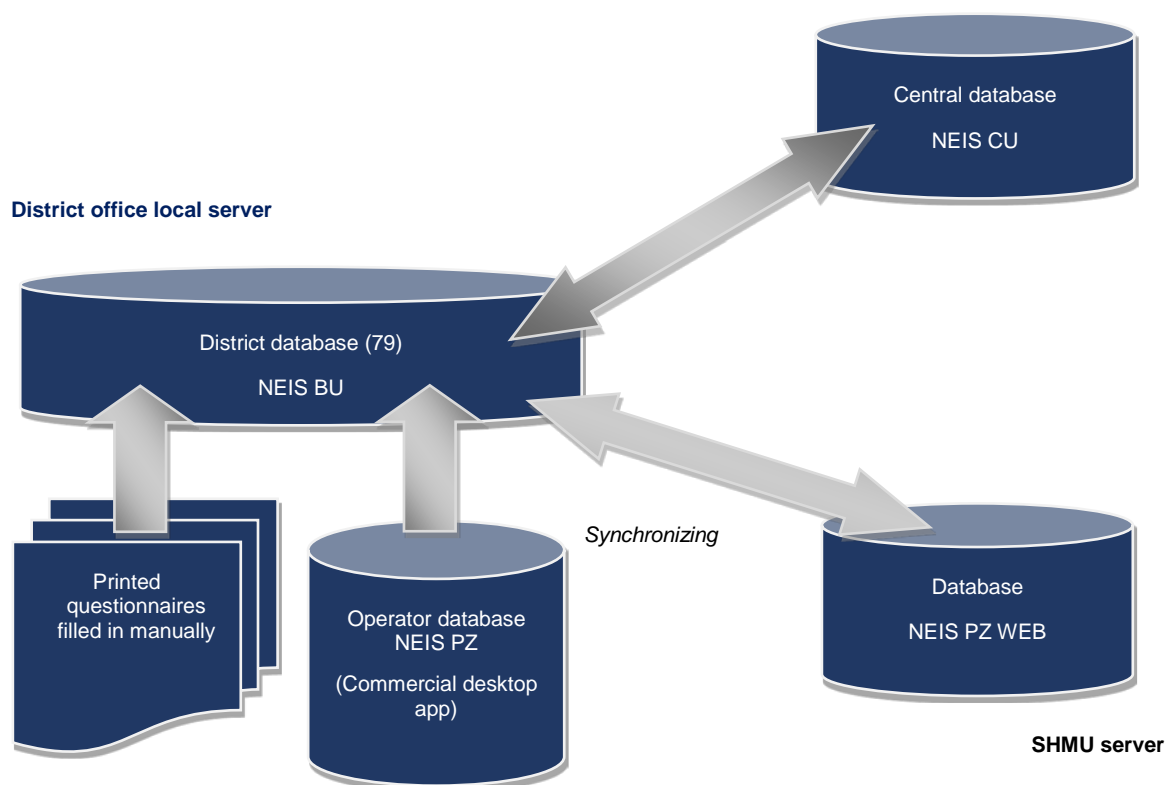 Central database
NEIS CU
District office local server
District database (79)
NEIS BU
Synchronizing
Printed
questionnaires
filled in manually
Operator database
NEIS PZ
(Commercial desktop
app)
Database
NEIS PZ WEB
SHMU server